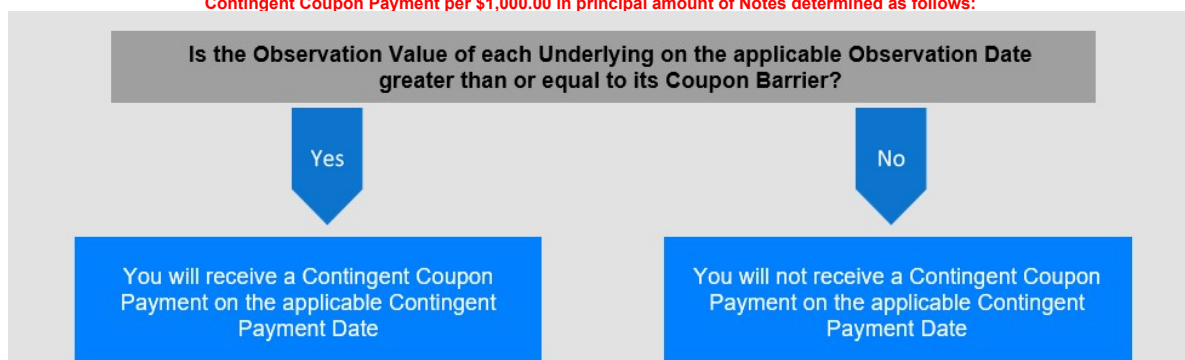 Contingent Coupon Payment per $1,000.00 in principal amount of Notes determined as follows:
Is the Observation Value of each Underlying on the applicable Observation Date
greater than or equal to its Coupon Barrier?
Yes
No
You will receive a Contingent Coupon
Payment on the applicable Contingent
Payment Date
You will not receive a Contingent Coupon
Payment on the applicable Contingent
Payment Date